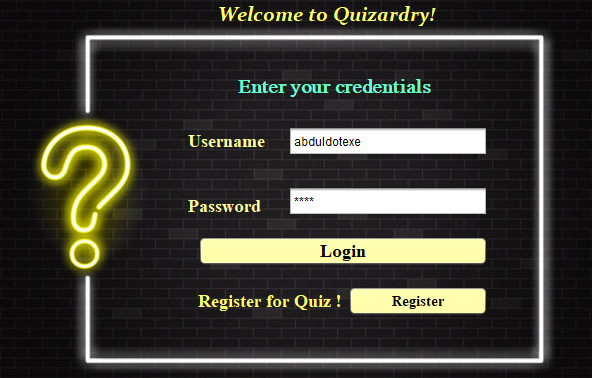 Welcome to Quizardry!
Enter your credentials
Username abduldotexe
Password ****
Login
Register for Quiz ! Register